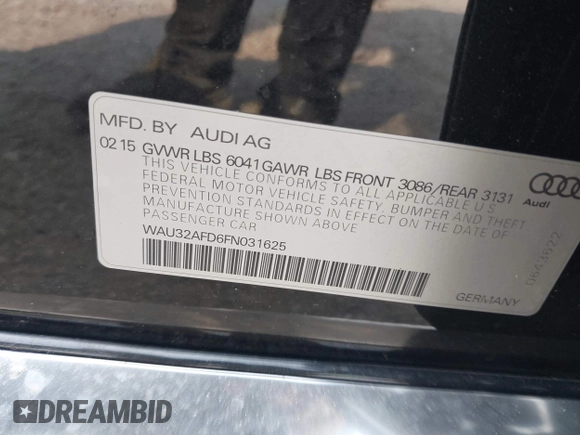 MFD. BY AUDI AG
02 15 GVWR LBS 6041 GAWR LBS FRONT 3086/REAR 3131
THIS VEHICLE CONFORMS TO ALL APPLICABLE U.S.
FEDERAL MOTOR VEHICLE SAFETY, BUMPER AND THEFT
PREVENTION STANDARDS IN EFFECT ON THE DATE OF
MANUFACTURE SHOWN ABOVE
PASSENGER CAR
WAU32AFD6FN031625
Audi
0643622
GERMANY
DREAMBID